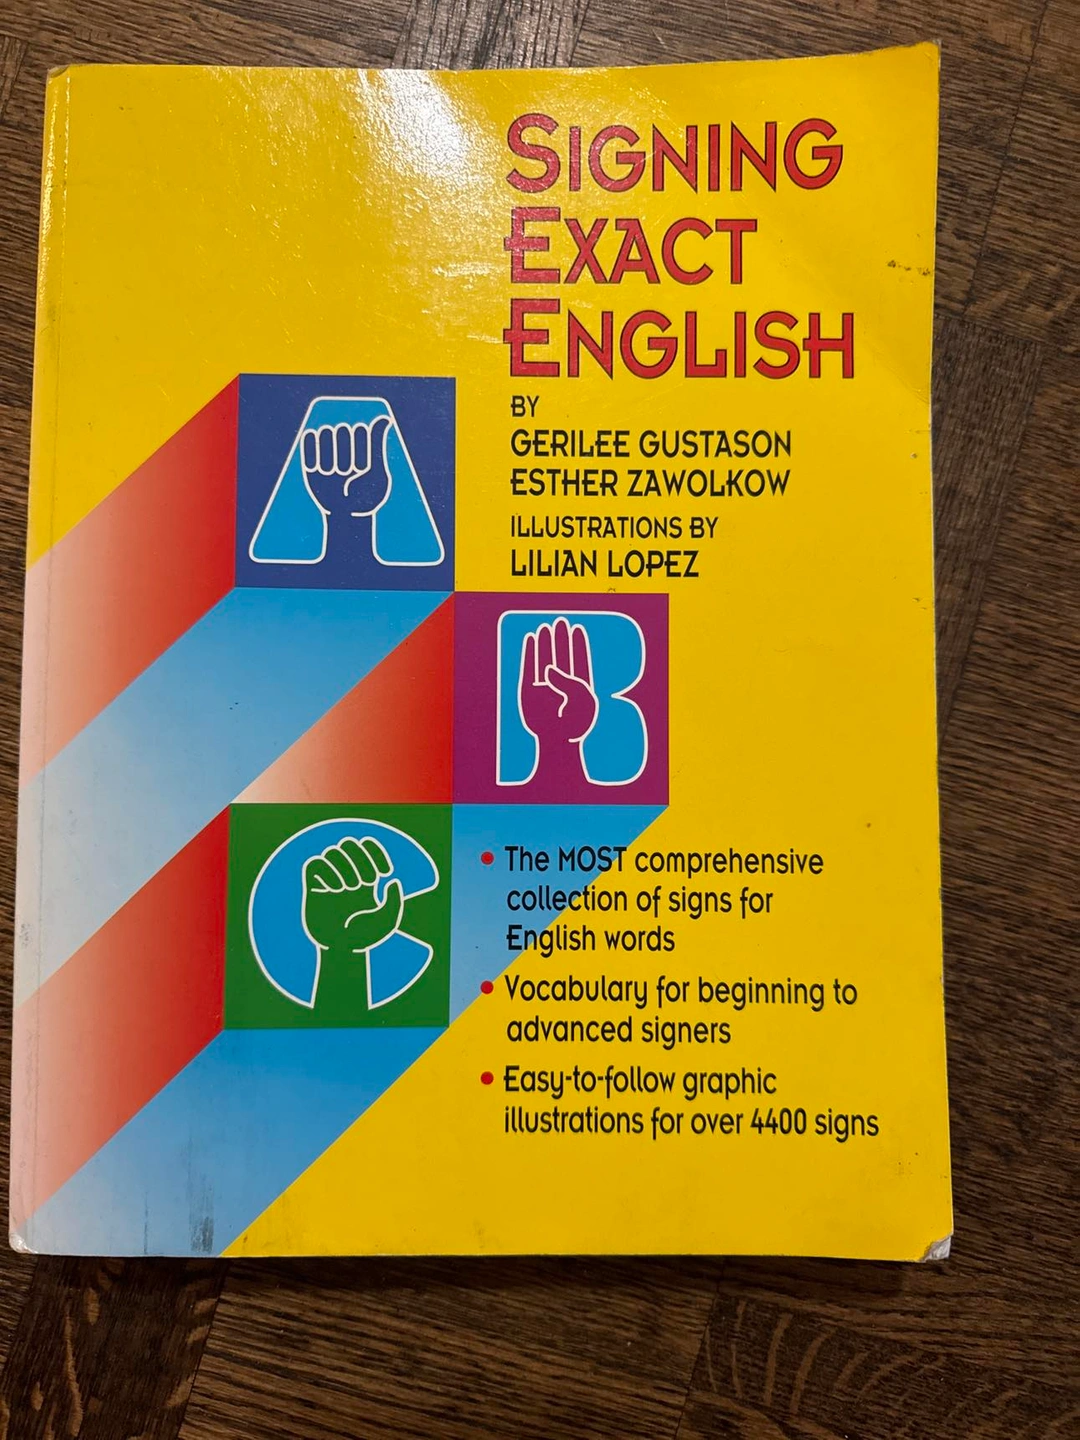 SIGNING
EXACT
ENGLISH
BY
GERILEE GUSTASON
ESTHER ZAWOLKOW
ILLUSTRATIONS BY
LILIAN LOPEZ
A
B
C
• The MOST comprehensive
collection of signs for
English words
• Vocabulary for beginning to
advanced signers
• Easy-to-follow graphic
illustrations for over 4400 signs